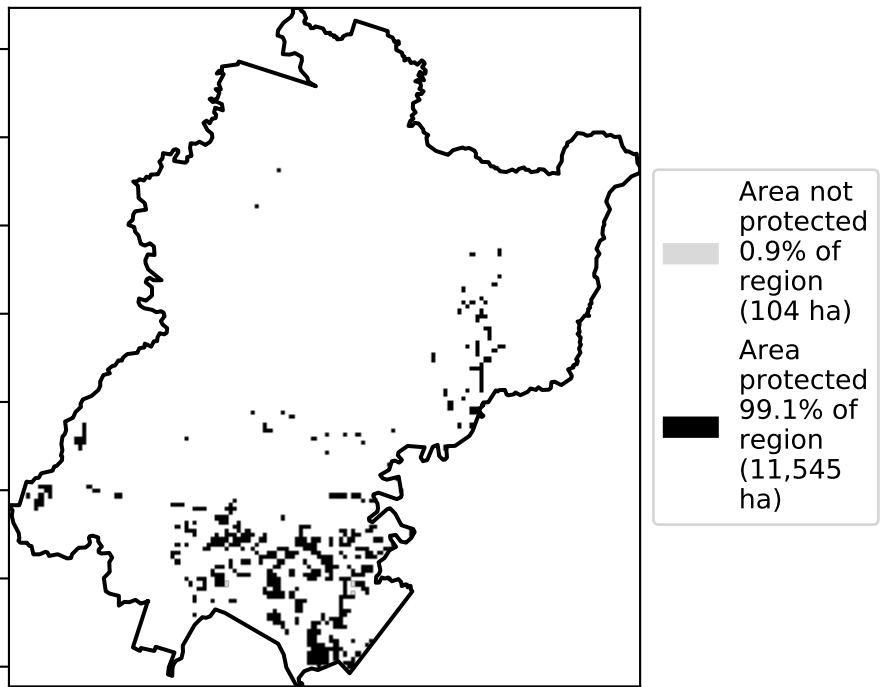 Area not
protected
0.9% of
region
(104 ha)
Area
protected
99.1% of
region
(11,545
ha)